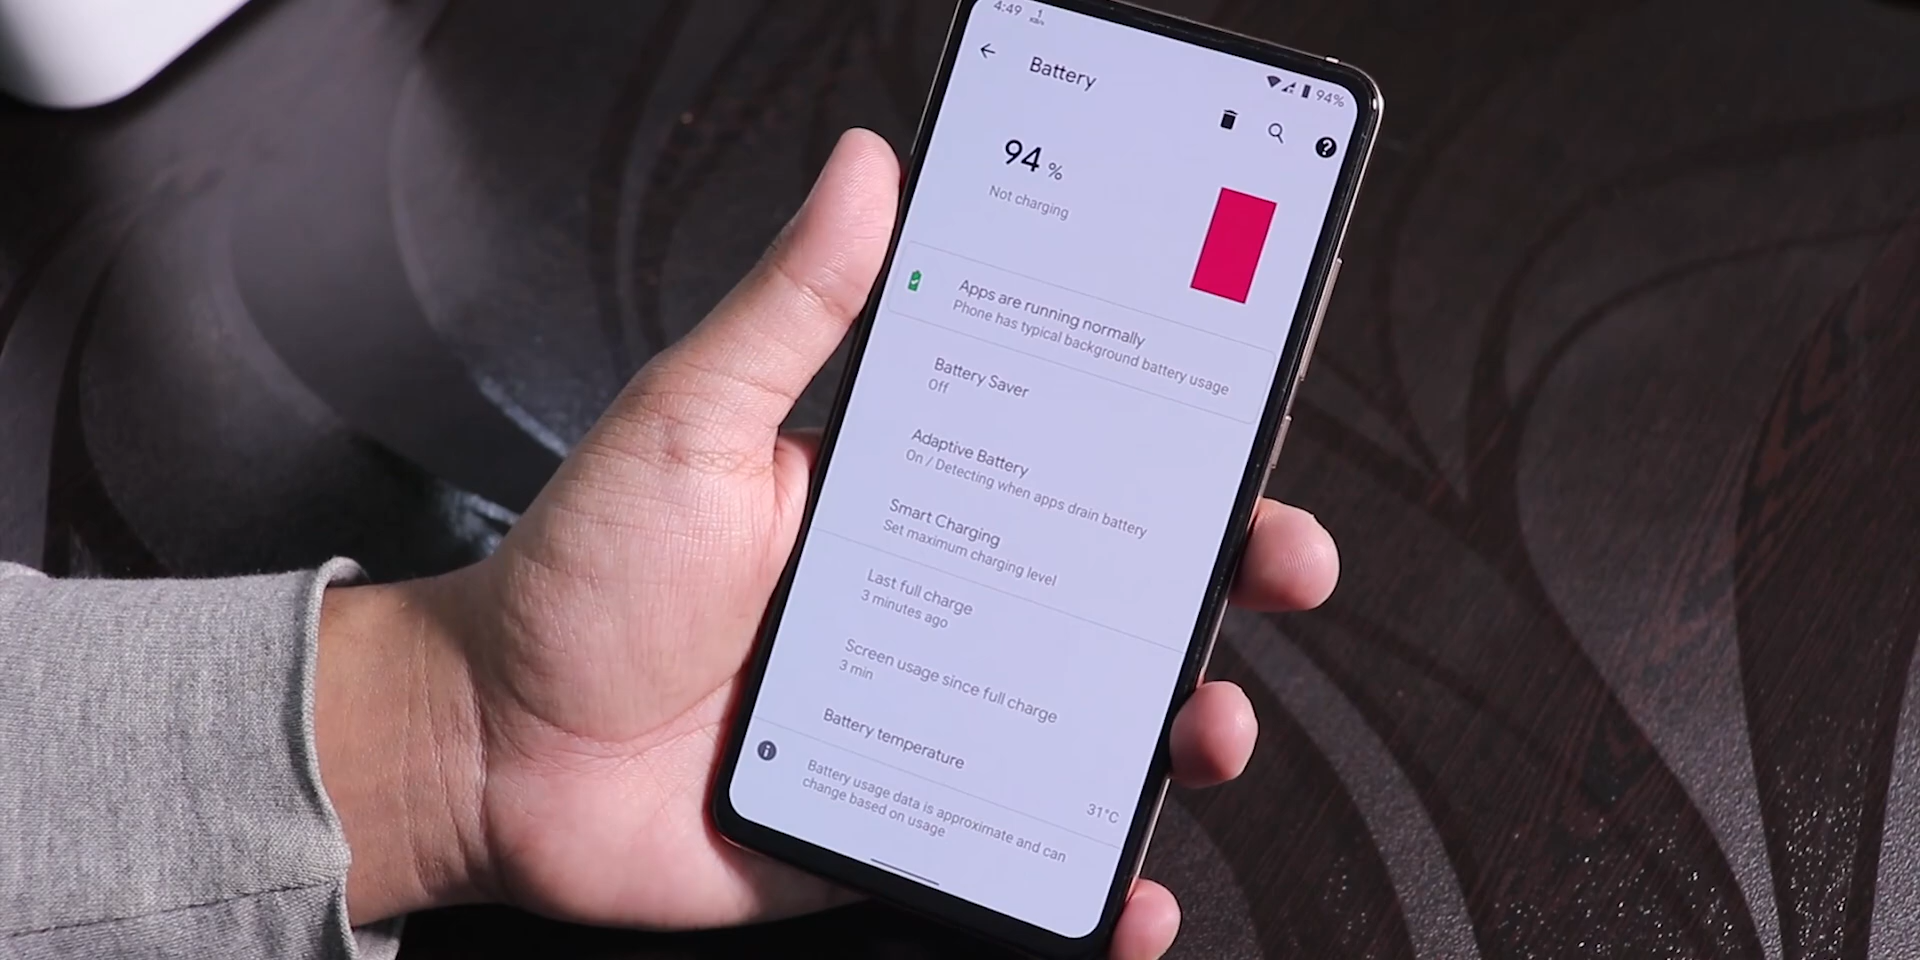 4:49 1 KB/s
94%
Battery
94 %
Not charging
Apps are running normally
Phone has typical background battery usage
Battery Saver
Off
Adaptive Battery
On / Detecting when apps drain battery
Smart Charging
Set maximum charging level
Last full charge
3 minutes ago
Screen usage since full charge
3 min
Battery temperature
31°C
Battery usage data is approximate and can
change based on usage